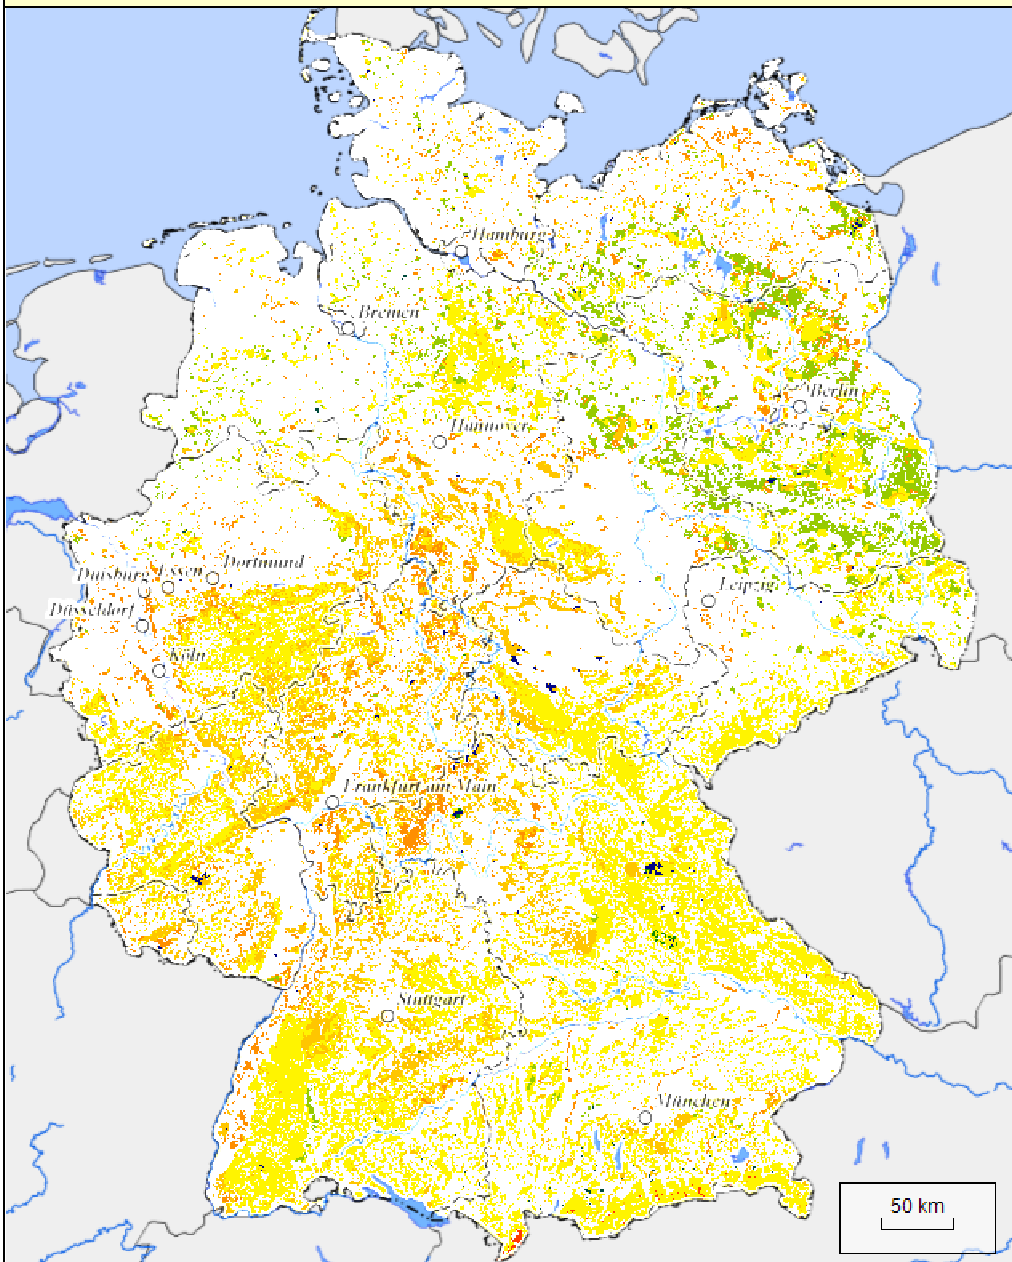 Hamburg
Bremen
Berlin
Hannover
Dortmund
Duisburg Essen
Leipzig
Düsseldorf
Köln
Frankfurt am Main
Stuttgart
München
50 km